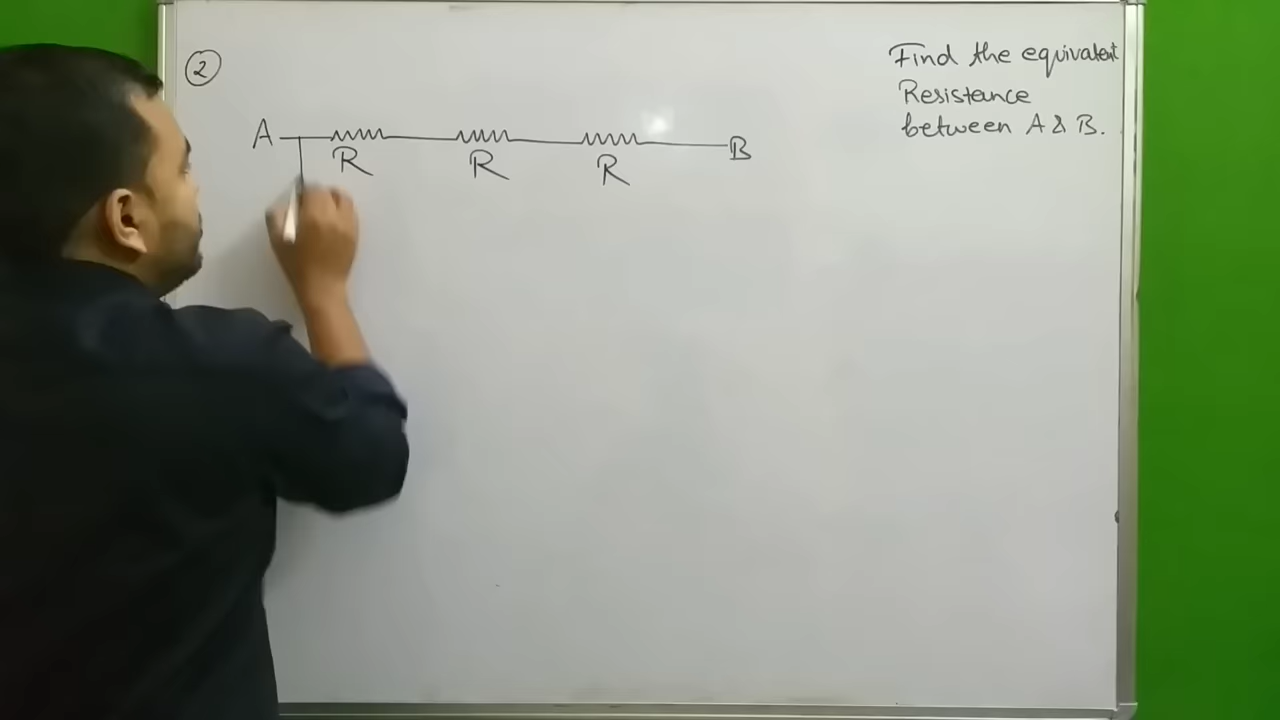 2
Find the equivalent
Resistance
between A & B.
A B
R R R